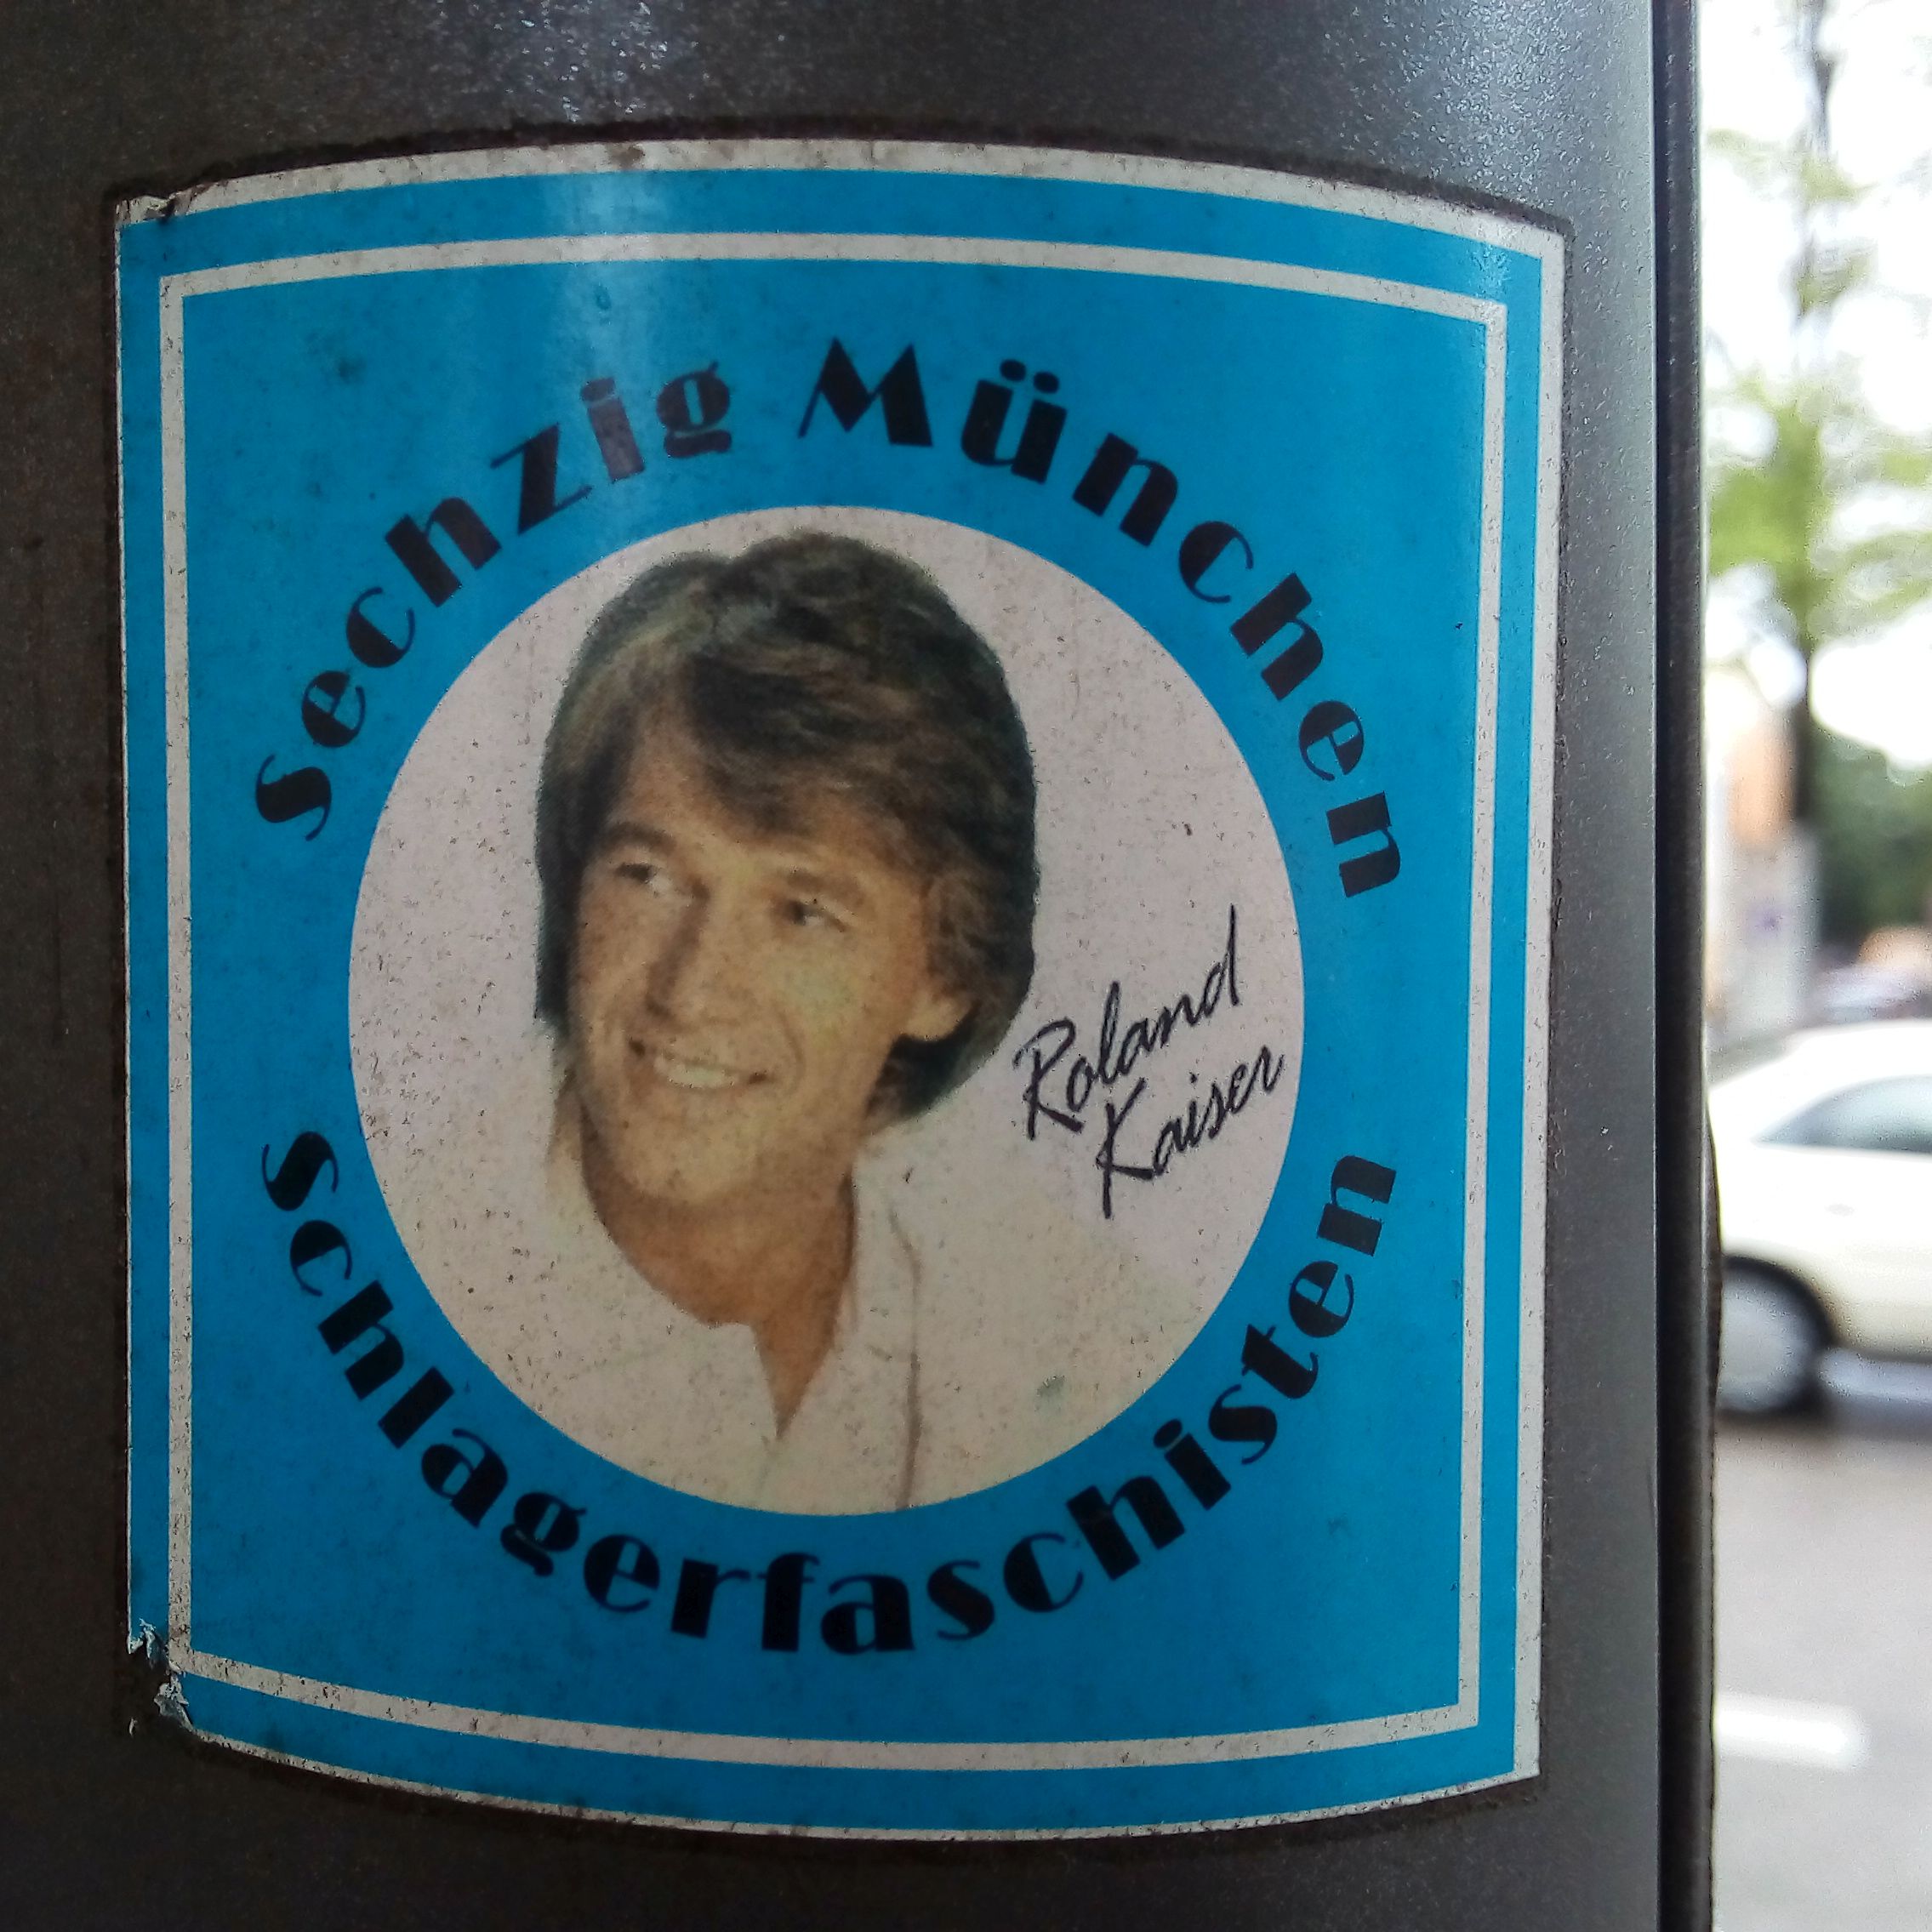 Sechzig München
Roland
Kaiser
Schlagerfaschisten